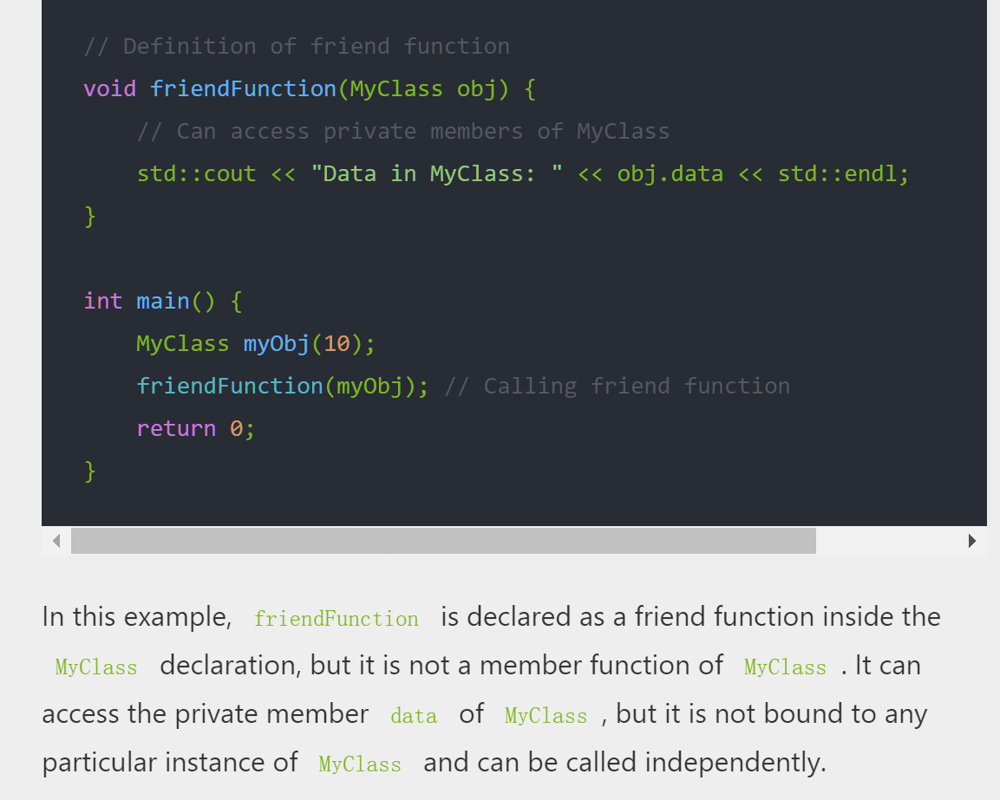 // Definition of friend function
void friendFunction(MyClass obj) {
    // Can access private members of MyClass
    std::cout << "Data in MyClass: " << obj.data << std::endl;
}
int main() {
    MyClass myObj(10);
    friendFunction(myObj); // Calling friend function
    return 0;
}
In this example, friendFunction is declared as a friend function inside the
MyClass declaration, but it is not a member function of MyClass . It can
access the private member data of MyClass , but it is not bound to any
particular instance of MyClass and can be called independently.